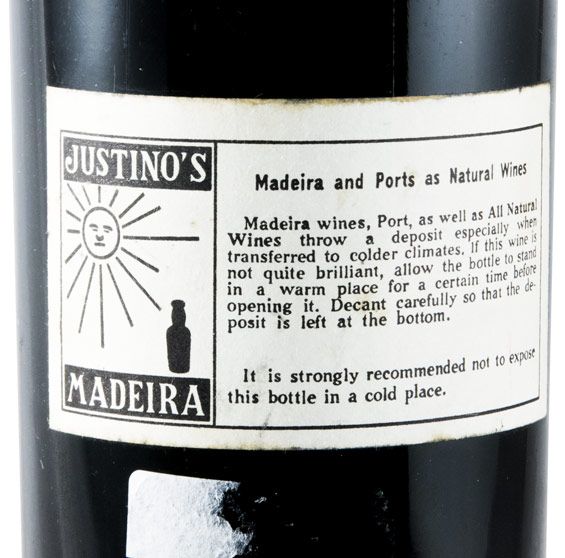 JUSTINO'S
MADEIRA
Madeira and Ports as Natural Wines
Madeira wines, Port, as well as All Natural
Wines throw a deposit especially when
transferred to colder climates. If this wine is
not quite brilliant, allow the bottle to stand
in a warm place for a certain time before
opening it. Decant carefully so that the de-
posit is left at the bottom.
It is strongly recommended not to expose
this bottle in a cold place.